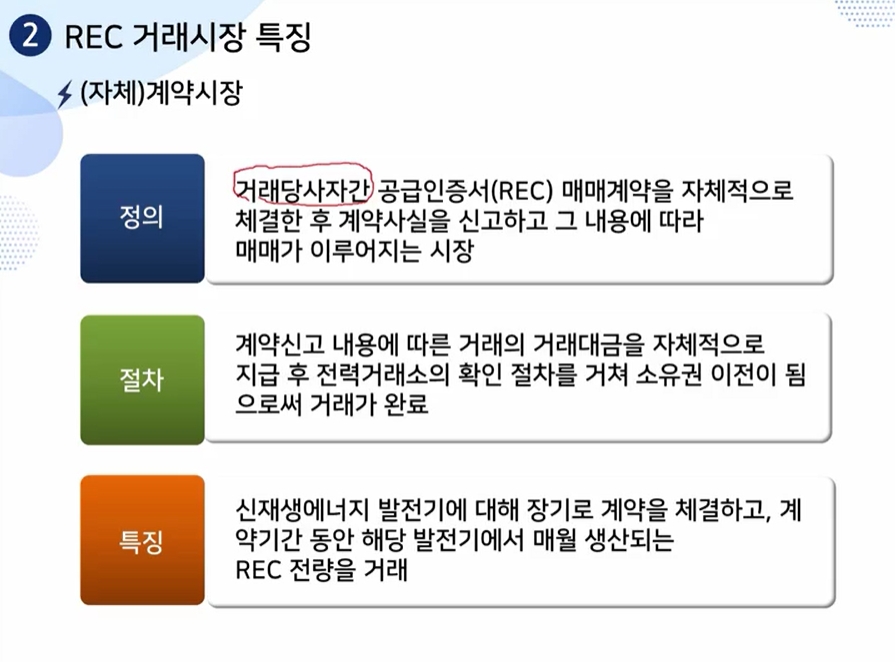 2 REC 거래시장 특징
(자체)계약시장
정의
거래당사자간 공급인증서(REC) 매매계약을 자체적으로
체결한 후 계약사실을 신고하고 그 내용에 따라
매매가 이루어지는 시장
절차
계약신고 내용에 따른 거래의 거래대금을 자체적으로
지급 후 전력거래소의 확인 절차를 거쳐 소유권 이전이 됨
으로써 거래가 완료
특징
신재생에너지 발전기에 대해 장기로 계약을 체결하고, 계
약기간 동안 해당 발전기에서 매월 생산되는
REC 전량을 거래